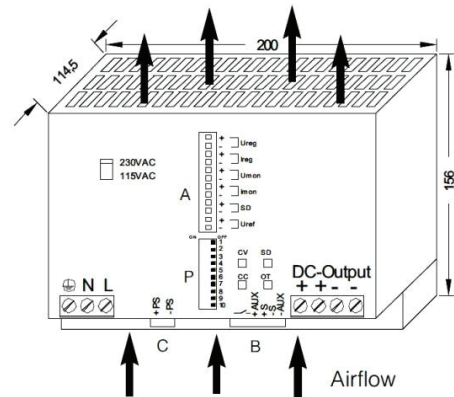 200
114,5
156
230VAC
115VAC
A
+ Ureg
-
+ Ireg
-
+ Umon
-
+ Imon
-
+ SD
-
+ Uref
-
ON OFF
P
1
2
3
4
5
6
7
8
9
10
CV SD
CC OT
N L
DC-Output
+ + - -
+ PS
- PS
+ AUX
+ S
- S
- AUX
C B
Airflow